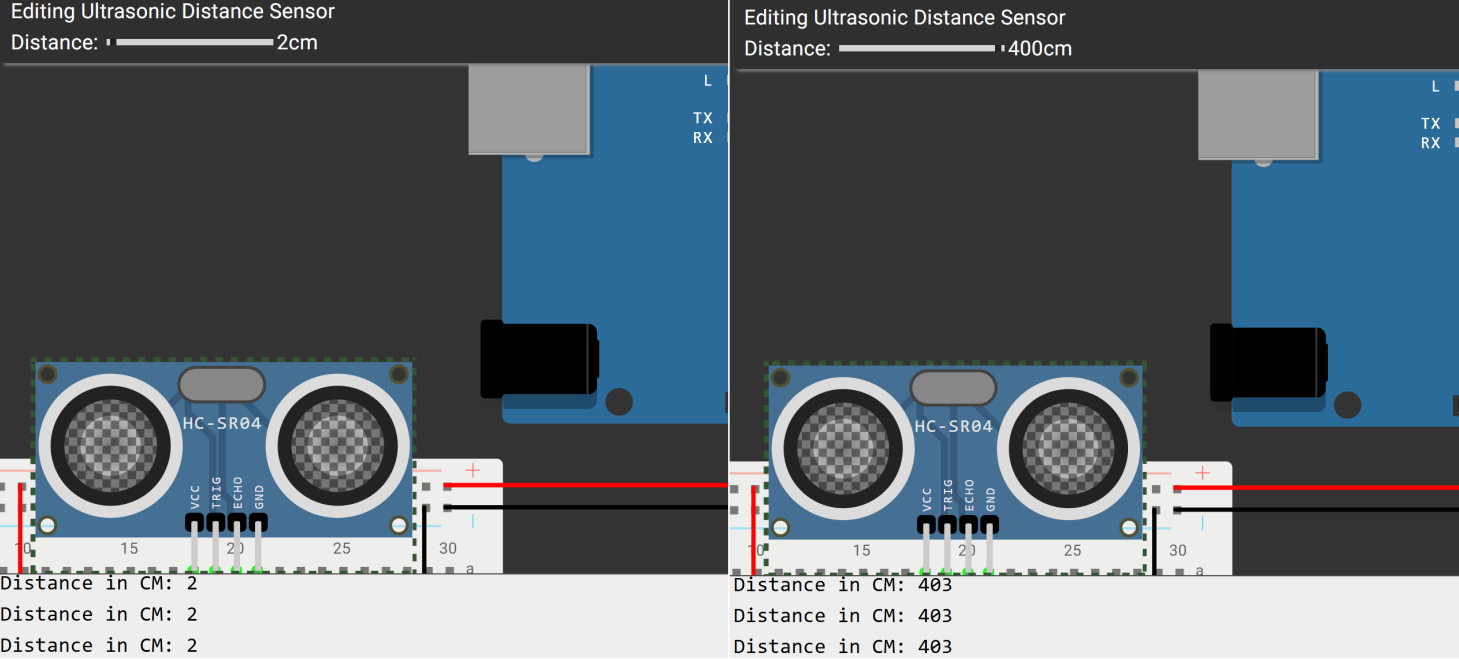 Editing Ultrasonic Distance Sensor
Distance: 2cm
L
TX
RX
HC-SR04
VCC
TRIG
ECHO
GND
+
10
15
20
25
30
a
Distance in CM: 2
Distance in CM: 2
Distance in CM: 2
Editing Ultrasonic Distance Sensor
Distance: 400cm
L
TX
RX
HC-SR04
VCC
TRIG
ECHO
GND
+
10
15
20
25
30
a
Distance in CM: 403
Distance in CM: 403
Distance in CM: 403